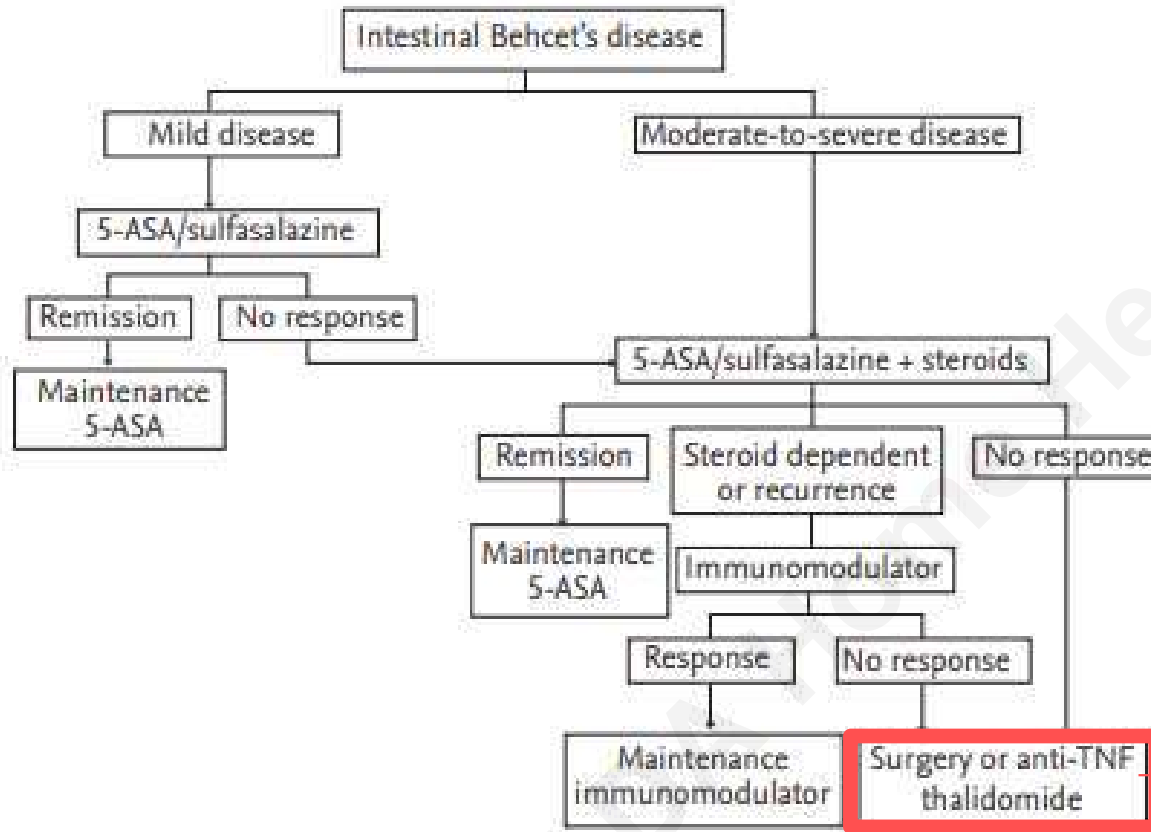 Intestinal Behcet's disease
Mild disease
Moderate-to-severe disease
5-ASA/sulfasalazine
Remission
No response
5-ASA/sulfasalazine + steroids
Maintenance
5-ASA
Remission
Steroid dependent
or recurrence
No response
Maintenance
5-ASA
Immunomodulator
Response
No response
Maintenance
immunomodulator
Surgery or anti-TNF
thalidomide